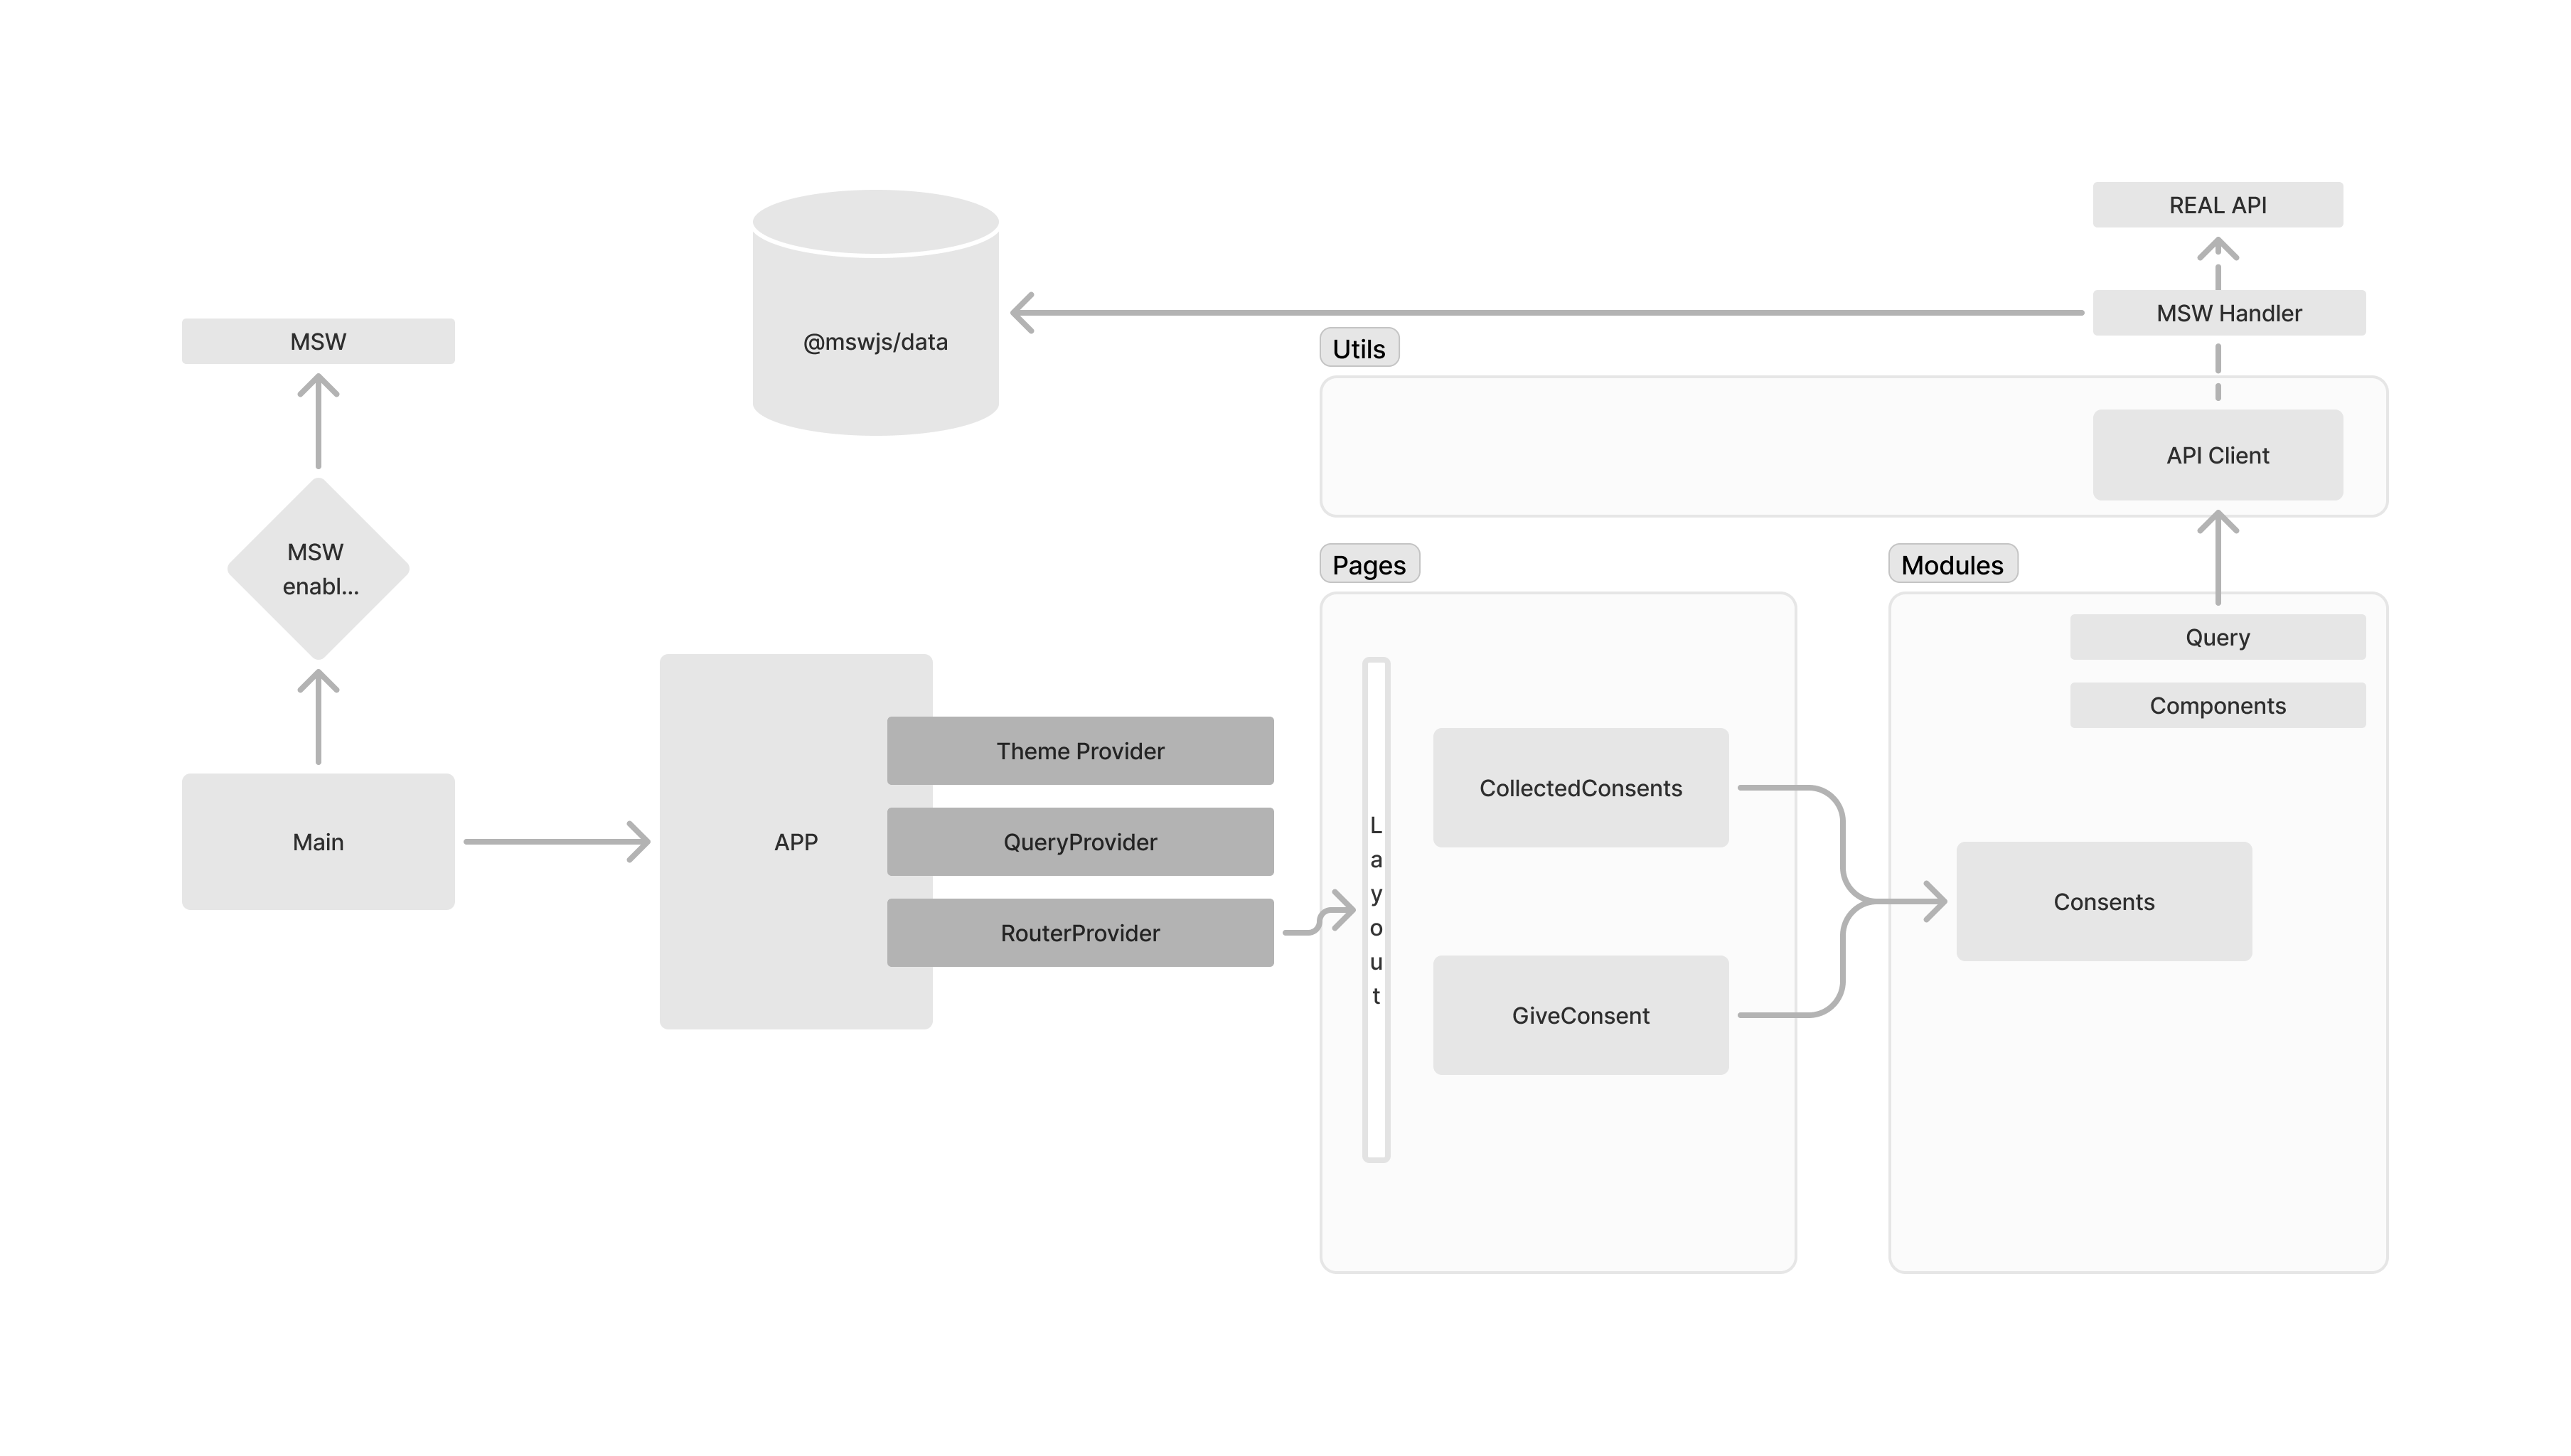 REAL API
MSW Handler
MSW
@mswjs/data
Utils
API Client
MSW
enabl...
Pages
Modules
Query
Components
Theme Provider
CollectedConsents
Main
APP
QueryProvider
L
a
y
o
u
t
Consents
RouterProvider
GiveConsent